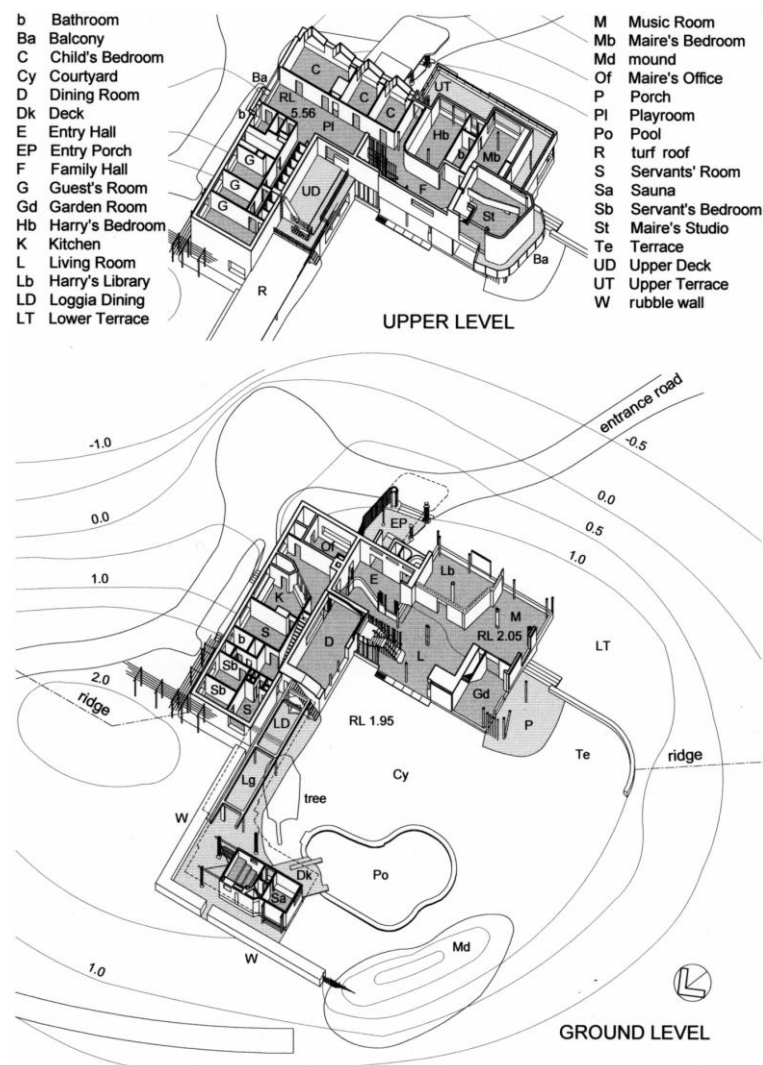 b Bathroom
Ba Balcony
C Child's Bedroom
Cy Courtyard
D Dining Room
Dk Deck
E Entry Hall
EP Entry Porch
F Family Hall
G Guest's Room
Gd Garden Room
Hb Harry's Bedroom
K Kitchen
L Living Room
Lb Harry's Library
LD Loggia Dining
LT Lower Terrace
M Music Room
Mb Maire's Bedroom
Md mound
Of Maire's Office
P Porch
Pl Playroom
Po Pool
R turf roof
S Servants' Room
Sa Sauna
Sb Servant's Bedroom
St Maire's Studio
Te Terrace
UD Upper Deck
UT Upper Terrace
W rubble wall
C
Ba
RL
5.56
C
C
UT
b
Pl
Hb
b
Mb
G
G
G
UD
F
St
Ba
R
UPPER LEVEL
entrance road
-1.0
-0.5
0.0
0.0
0.5
1.0
EP
Of
E
Lb
1.0
K
M
S
D
L
RL 2.05
LT
b
Sb
Gd
2.0
ridge
Sb
S
LD
RL 1.95
P
Te
ridge
Lg
Cy
tree
W
Dk
Po
Sa
W
Md
1.0
GROUND LEVEL